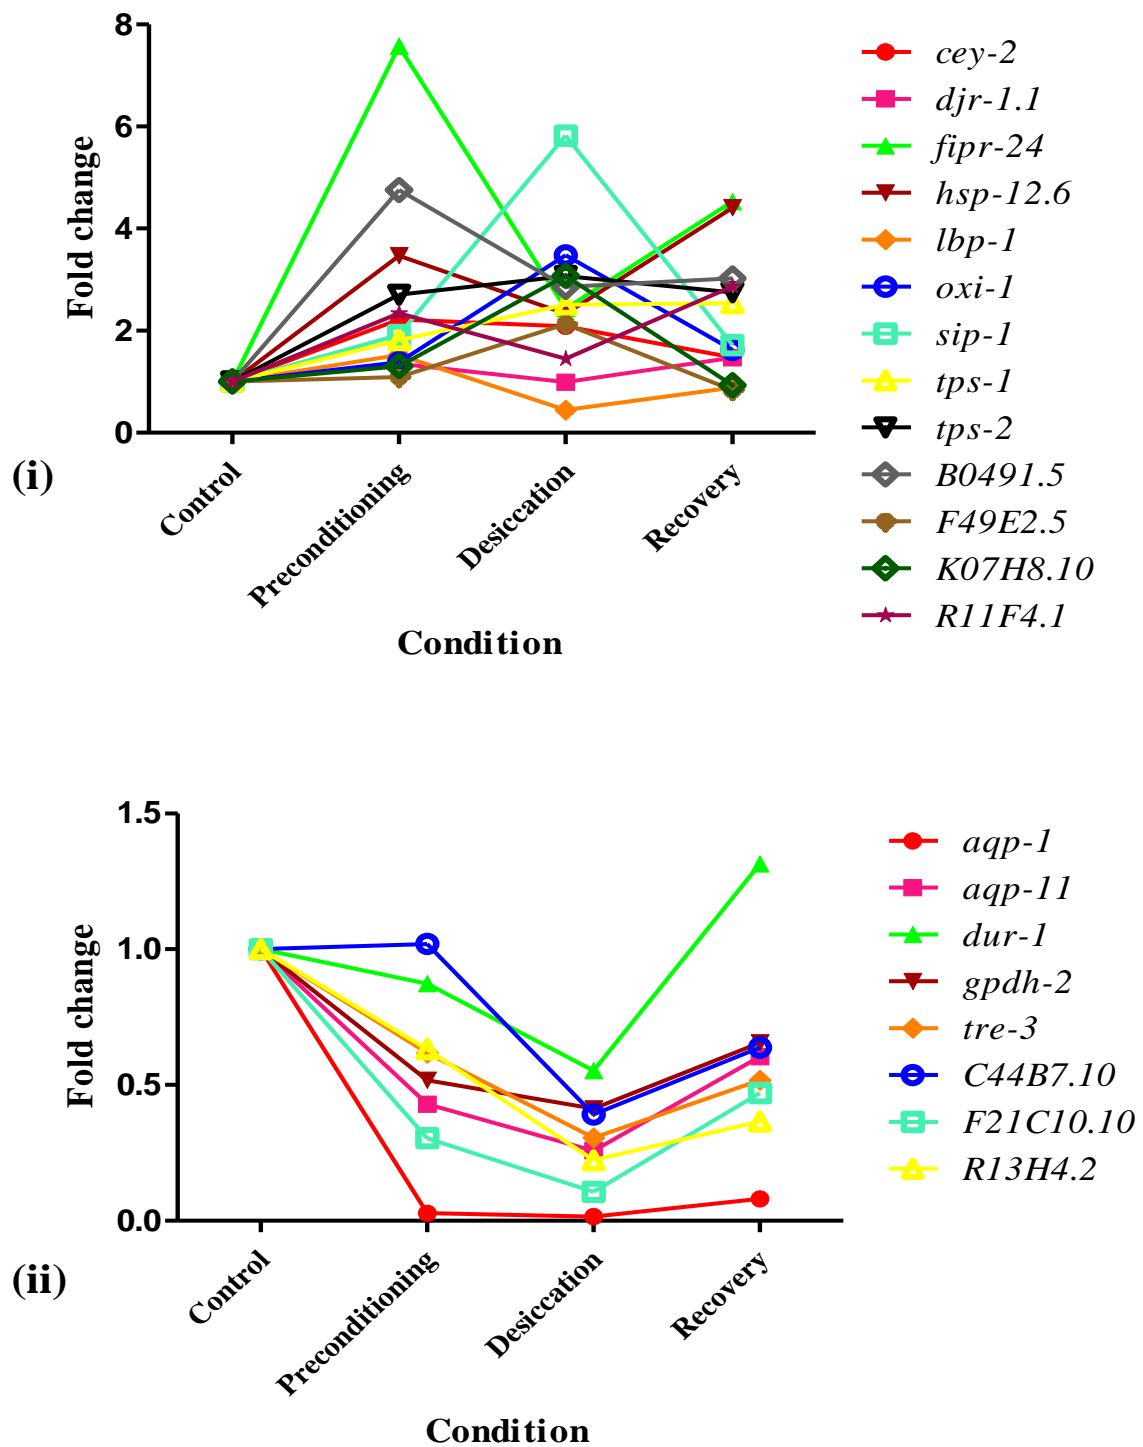 8
6
4
2
0
Fold change
Control
Preconditioning
Desiccation
Recovery
Condition
(i)
cey-2
djr-1.1
fipr-24
hsp-12.6
lbp-1
oxi-1
sip-1
tps-1
tps-2
B0491.5
F49E2.5
K07H8.10
R11F4.1
1.5
1.0
0.5
0.0
Fold change
Control
Preconditioning
Desiccation
Recovery
Condition
(ii)
aqp-1
aqp-11
dur-1
gpdh-2
tre-3
C44B7.10
F21C10.10
R13H4.2